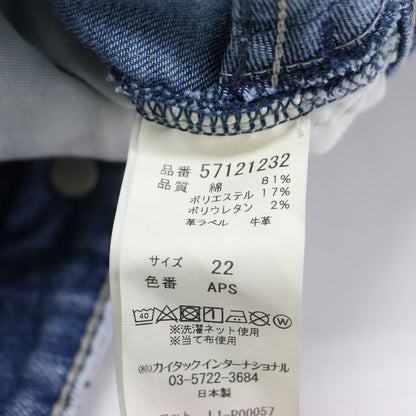 品番 57121232
品質 綿 81%
ポリエステル 17%
ポリウレタン 2%
革ラベル 牛革
サイズ 22
色番 APS
40 W
※洗濯ネット使用
※当て布使用
㈱カイタックインターナショナル
03-5722-3684
日本製